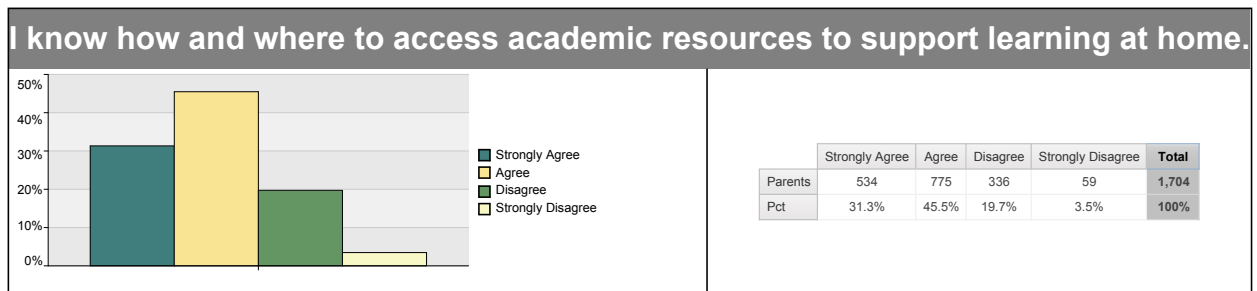 I know how and where to access academic resources to support learning at home.
50%
40%
30%
20%
10%
0%
Strongly Agree
Agree
Disagree
Strongly Disagree
Strongly Agree Agree Disagree Strongly Disagree Total
Parents 534 775 336 59 1,704
Pct 31.3% 45.5% 19.7% 3.5% 100%